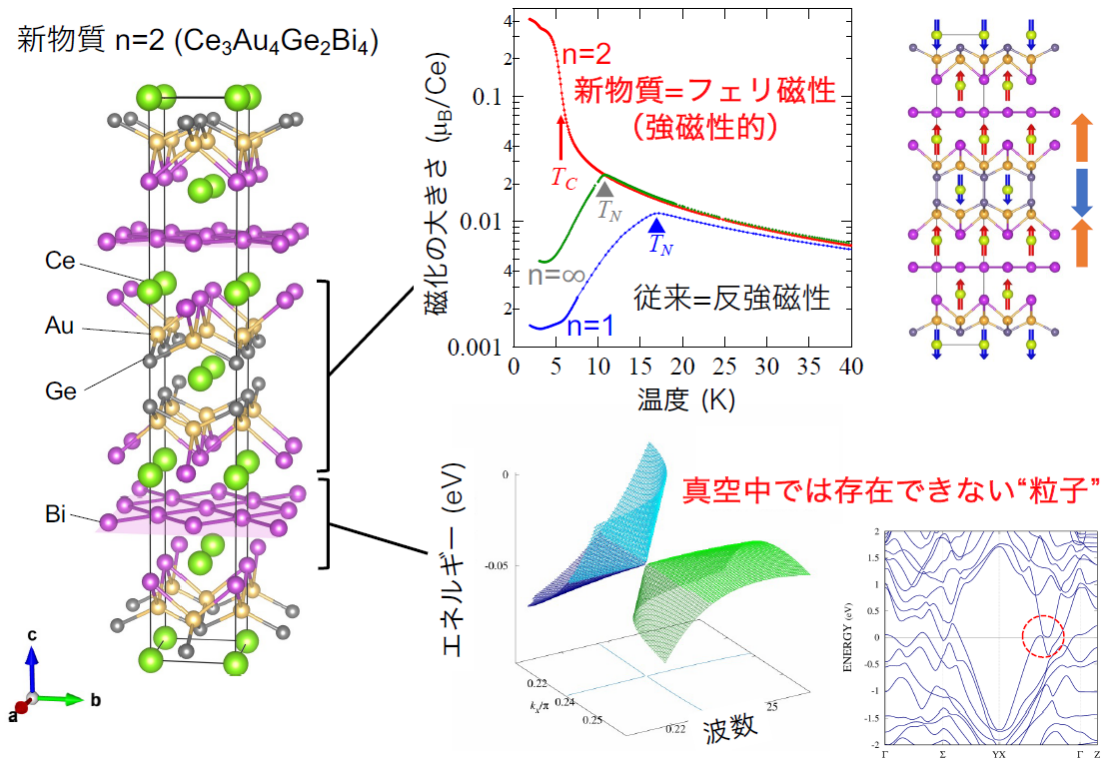 新物質 n=2 (Ce₃Au₄Ge₂Bi₄)
Ce
Au
Ge
Bi
c
b
a
磁化の大きさ (μB/Ce)
4
2
0.1
4
2
0.01
4
2
0.001
0
5
10
15
20
25
30
35
40
温度 (K)
n=2
新物質=フェリ磁性
(強磁性的)
TC
TN
TN
n=∞
n=1
従来=反強磁性
エネルギー (eV)
0
-0.05
0.22
kx/π
0.24
0.25
0.22
25
波数
真空中では存在できない“粒子”
ENERGY (eV)
2
1.5
1
0.5
0
-0.5
-1
-1.5
-2
Γ
Σ
YX
Γ
Z